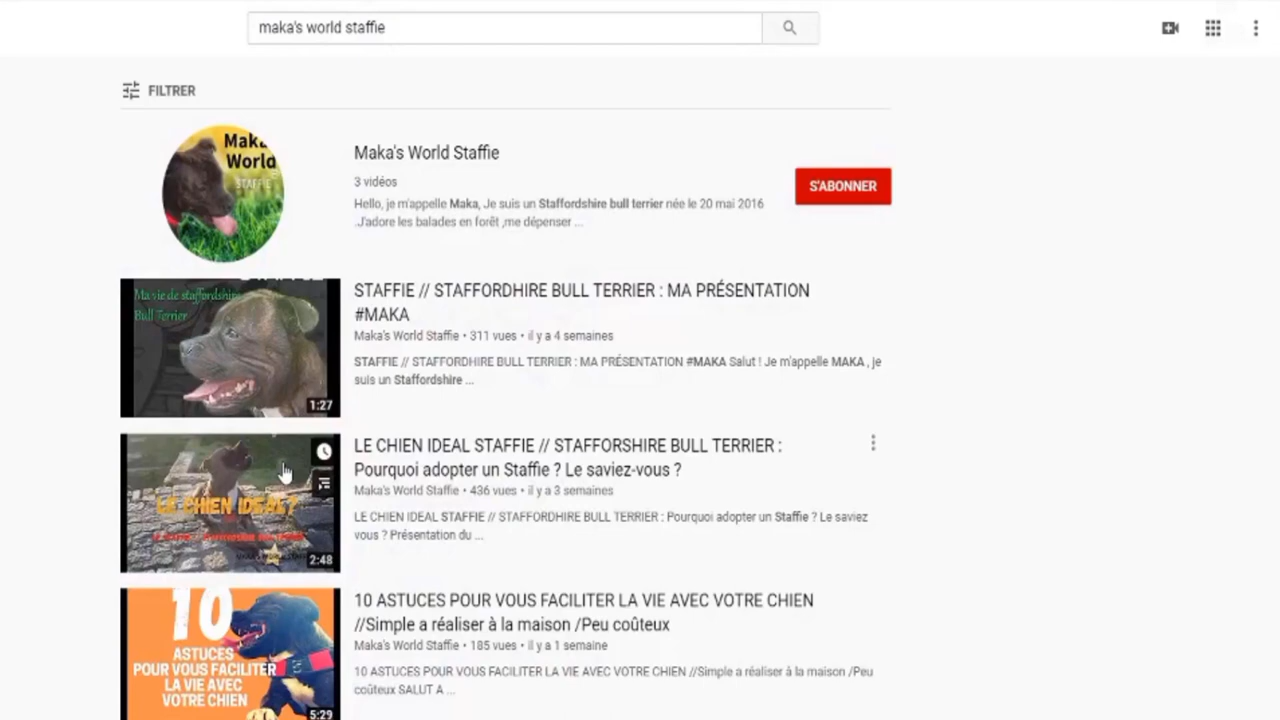 maka's world staffie
FILTRER
Maka
World
STAFFIE
Maka's World Staffie
3 vidéos
Hello, je m'appelle Maka, Je suis un Staffordshire bull terrier née le 20 mai 2016
.J'adore les balades en forêt ,me dépenser ...
S'ABONNER
Ma vie de staffordshire
Bull Terrier
1:27
STAFFIE // STAFFORDHIRE BULL TERRIER : MA PRÉSENTATION
#MAKA
Maka's World Staffie • 311 vues • il y a 4 semaines
STAFFIE // STAFFORDHIRE BULL TERRIER : MA PRÉSENTATION #MAKA Salut ! Je m'appelle MAKA , je
suis un Staffordshire ...
LE CHIEN IDEAL?
2:48
LE CHIEN IDEAL STAFFIE // STAFFORSHIRE BULL TERRIER :
Pourquoi adopter un Staffie ? Le saviez-vous ?
Maka's World Staffie • 436 vues • il y a 3 semaines
LE CHIEN IDEAL STAFFIE // STAFFORDHIRE BULL TERRIER : Pourquoi adopter un Staffie ? Le saviez
vous ? Présentation du ...
10
ASTUCES
POUR VOUS FACILITER
LA VIE AVEC
VOTRE CHIEN
5:29
10 ASTUCES POUR VOUS FACILITER LA VIE AVEC VOTRE CHIEN
//Simple a réaliser à la maison /Peu coûteux
Maka's World Staffie • 185 vues • il y a 1 semaine
10 ASTUCES POUR VOUS FACILITER LA VIE AVEC VOTRE CHIEN //Simple a réaliser à la maison /Peu
coûteux SALUT A ...